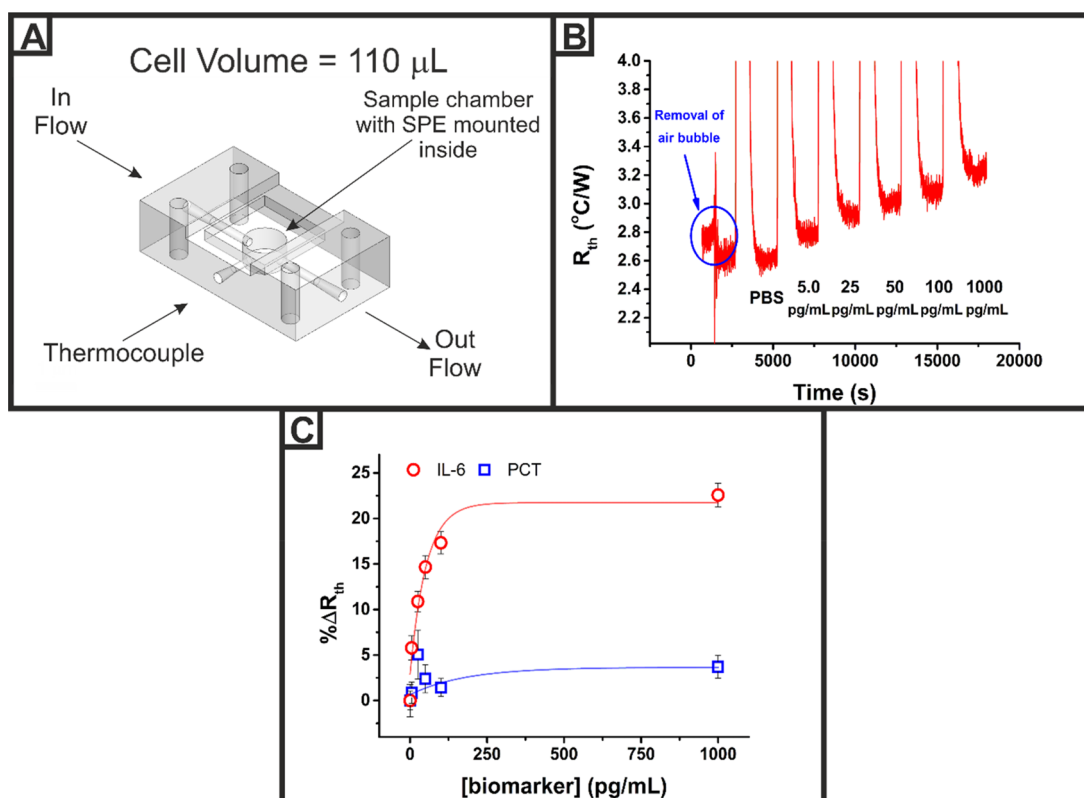 A
Cell Volume = 110 μL
In
Flow
Sample chamber
with SPE mounted
inside
Thermocouple
Out
Flow
B
4.0
3.8
3.6
3.4
3.2
3.0
2.8
2.6
2.4
2.2
R_th (°C/W)
Removal of
air bubble
PBS
5.0 25 50 100 1000
pg/mL pg/mL pg/mL pg/mL pg/mL
0 5000 10000 15000 20000
Time (s)
C
IL-6 PCT
25
20
15
10
5
0
%ΔR_th
0 250 500 750 1000
[biomarker] (pg/mL)